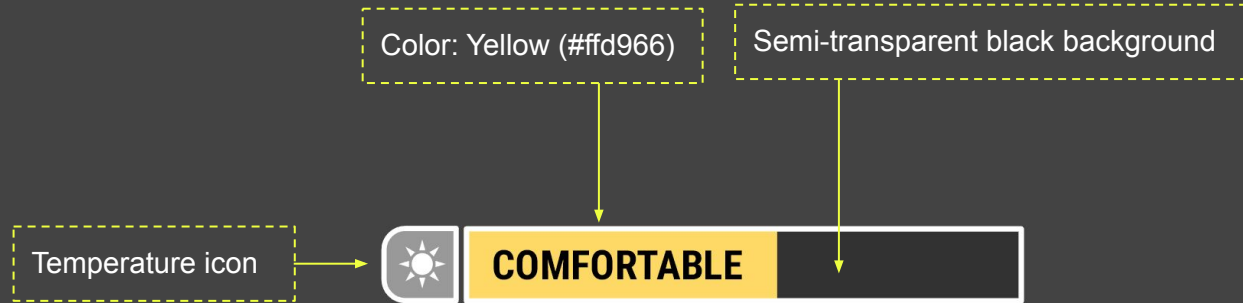 Color: Yellow (#ffd966)
Semi-transparent black background
Temperature icon
COMFORTABLE